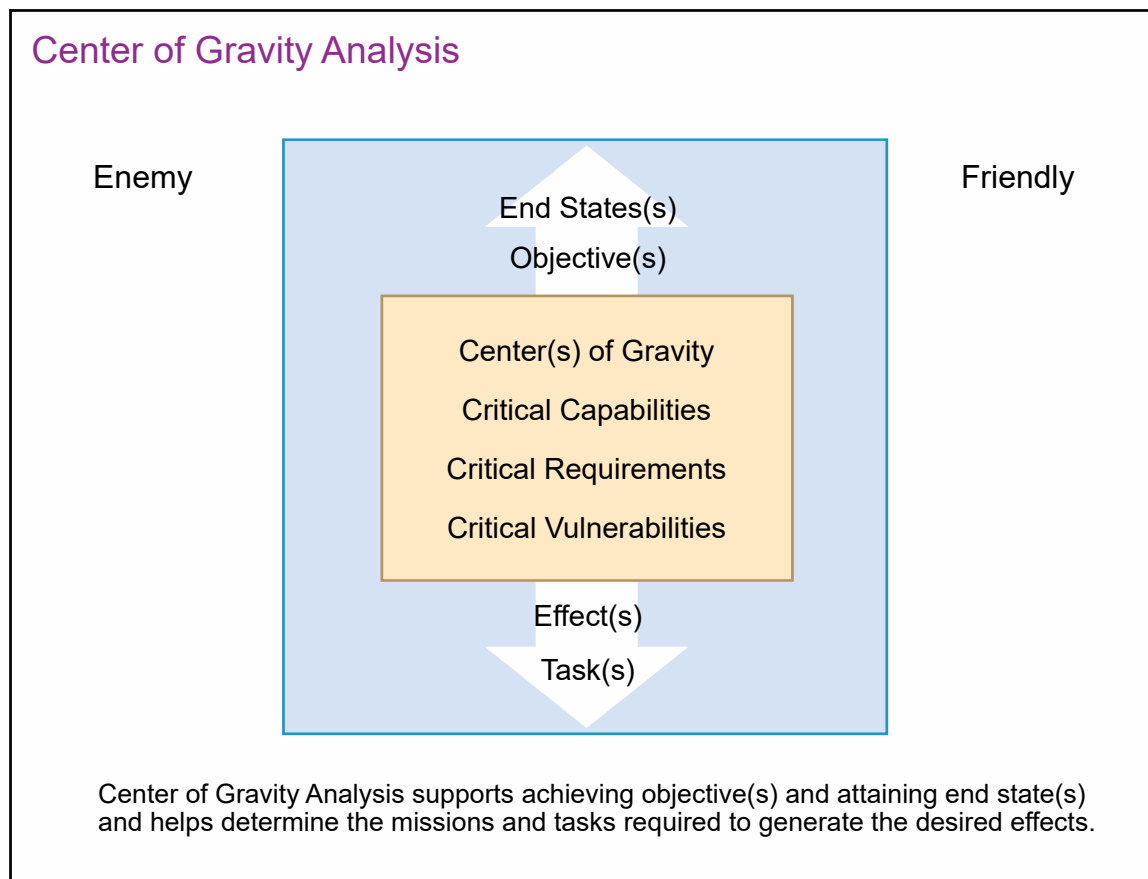 Center of Gravity Analysis
Enemy
Friendly
End States(s)
Objective(s)
Center(s) of Gravity
Critical Capabilities
Critical Requirements
Critical Vulnerabilities
Effect(s)
Task(s)
Center of Gravity Analysis supports achieving objective(s) and attaining end state(s)
and helps determine the missions and tasks required to generate the desired effects.